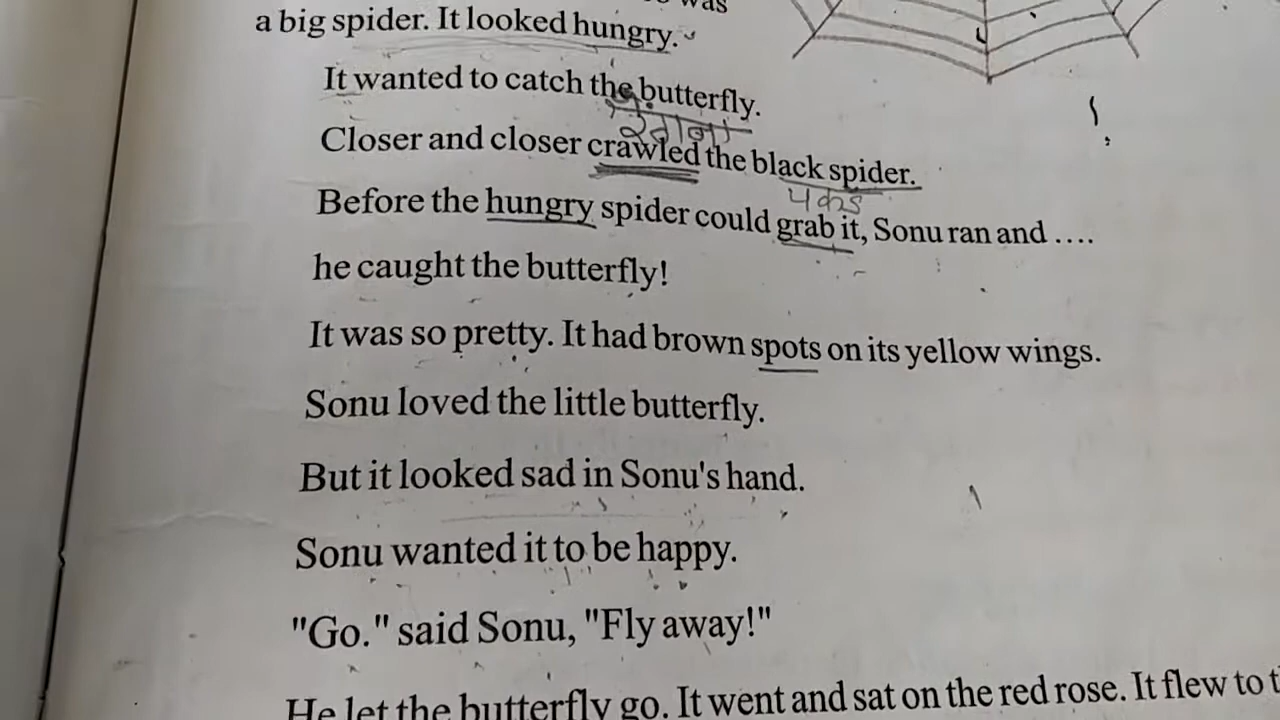 was
a big spider. It looked hungry.
It wanted to catch the butterfly.
रेंगना
Closer and closer crawled the black spider.
पकड़
Before the hungry spider could grab it, Sonu ran and ....
he caught the butterfly!
It was so pretty. It had brown spots on its yellow wings.
Sonu loved the little butterfly.
But it looked sad in Sonu's hand.
Sonu wanted it to be happy.
"Go." said Sonu, "Fly away!"
He let the butterfly go. It went and sat on the red rose. It flew to